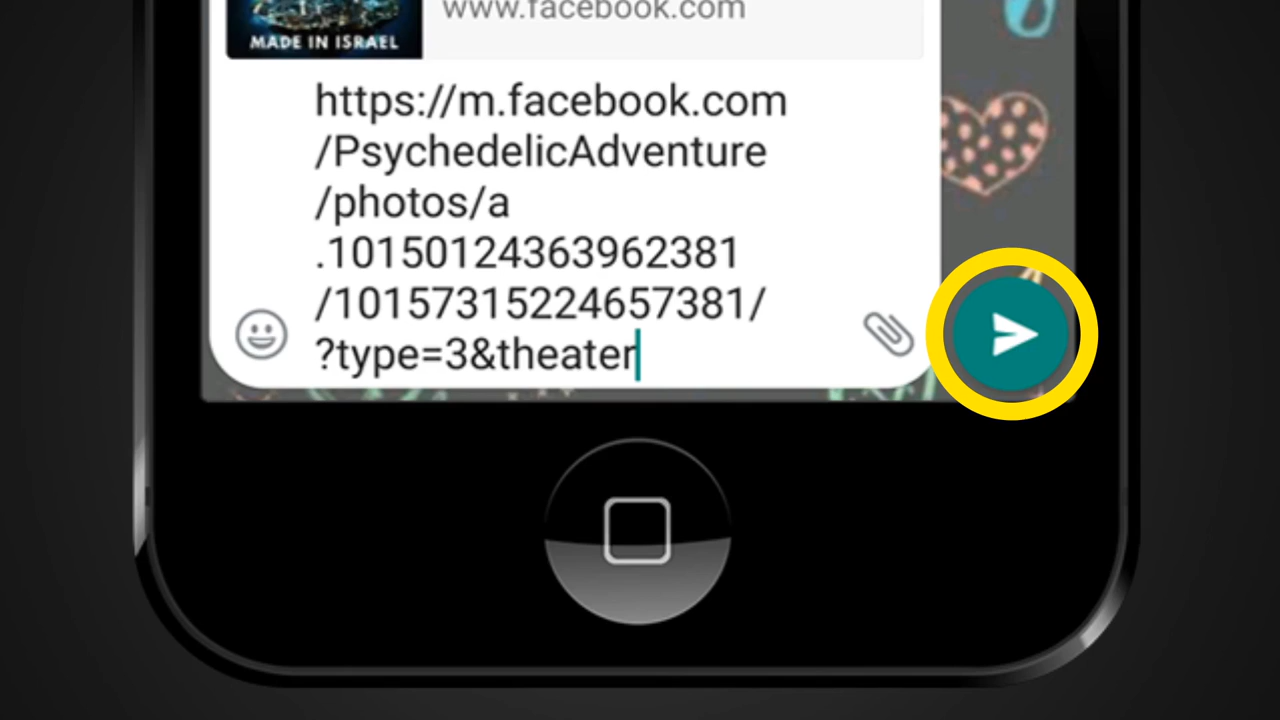 www.facebook.com
MADE IN ISRAEL
https://m.facebook.com
/PsychedelicAdventure
/photos/a
.10150124363962381
/10157315224657381/
?type=3&theater